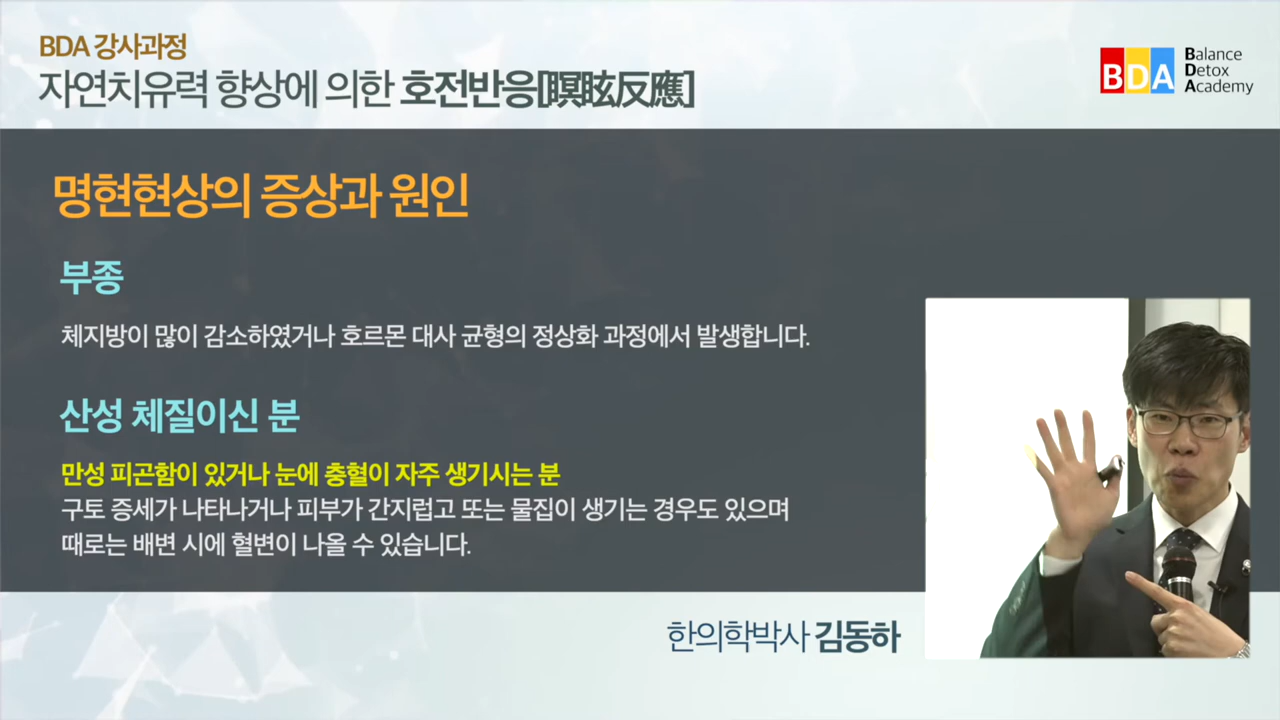 BDA 강사과정
자연치유력 향상에 의한 호전반응[瞑眩反應]
BDA
Balance
Detox
Academy
명현현상의 증상과 원인
부종
체지방이 많이 감소하였거나 호르몬 대사 균형의 정상화 과정에서 발생합니다.
산성 체질이신 분
만성 피곤함이 있거나 눈에 충혈이 자주 생기시는 분
구토 증세가 나타나거나 피부가 간지럽고 또는 물집이 생기는 경우도 있으며
때로는 배변 시에 혈변이 나올 수 있습니다.
한의학박사 김동하